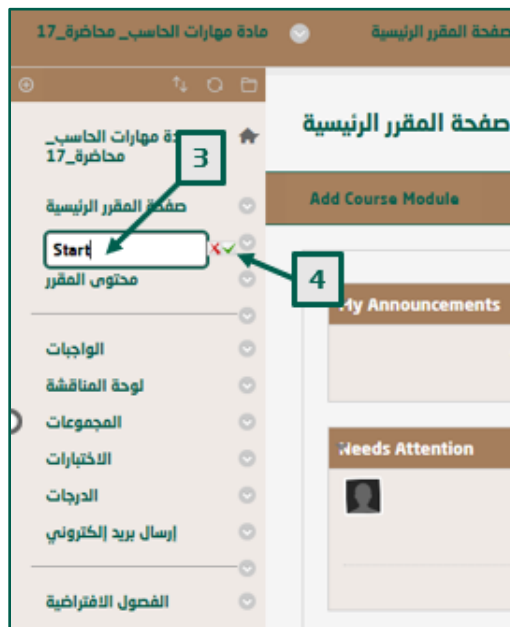 صفحة المقرر الرئيسية
مادة مهارات الحاسب_ محاضرة_17
صفحة المقرر الرئيسية
دة مهارات الحاسب_
محاضرة_17
3
صفحة المقرر الرئيسية
Add Course Module
Start
4
محتوى المقرر
My Announcements
الواجبات
لوحة المناقشة
المجموعات
الاختبارات
Needs Attention
الدرجات
إرسال بريد إلكتروني
الفصول الافتراضية